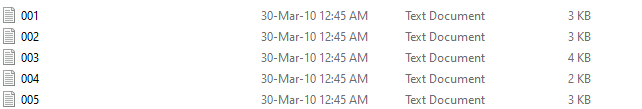 001 30-Mar-10 12:45 AM Text Document 3 KB
002 30-Mar-10 12:45 AM Text Document 3 KB
003 30-Mar-10 12:45 AM Text Document 4 KB
004 30-Mar-10 12:45 AM Text Document 2 KB
005 30-Mar-10 12:45 AM Text Document 3 KB